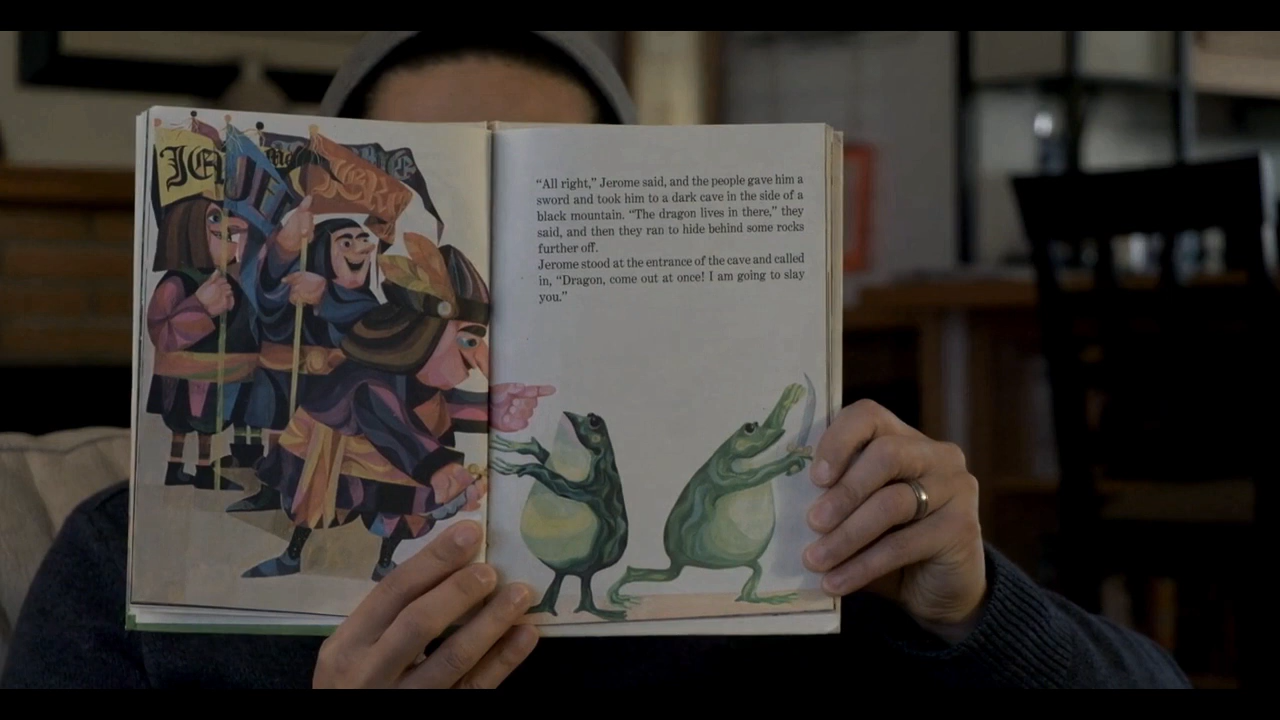 "All right," Jerome said, and the people gave him a
sword and took him to a dark cave in the side of a
black mountain. "The dragon lives in there," they
said, and then they ran to hide behind some rocks
further off.
Jerome stood at the entrance of the cave and called
in, "Dragon, come out at once! I am going to slay
you."